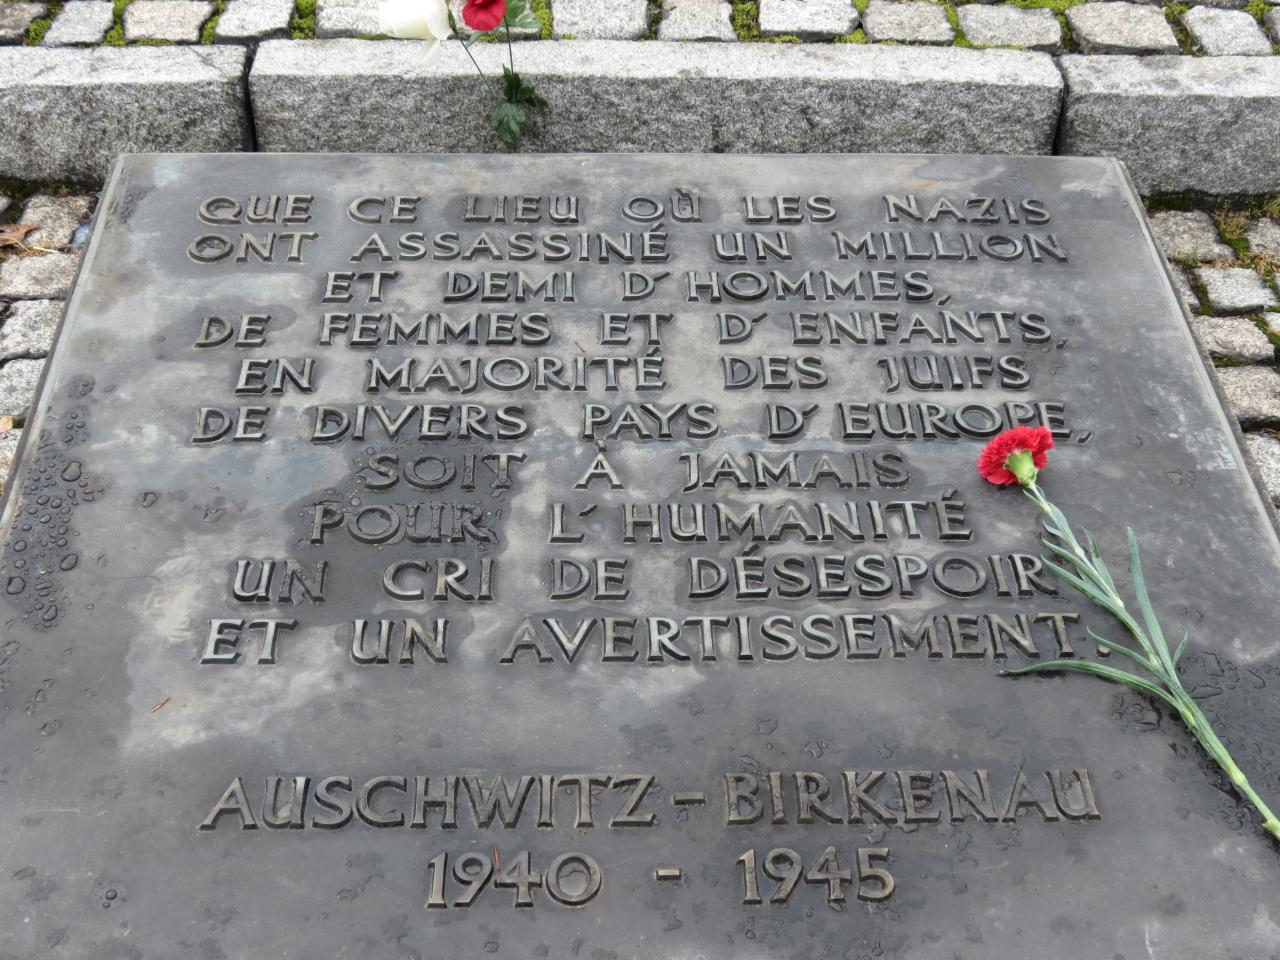 QUE CE LIEU OÙ LES NAZIS
ONT ASSASSINÉ UN MILLION
ET DEMI D'HOMMES,
DE FEMMES ET D'ENFANTS,
EN MAJORITÉ DES JUIFS
DE DIVERS PAYS D'EUROPE,
SOIT À JAMAIS
POUR L'HUMANITÉ
UN CRI DE DÉSESPOIR
ET UN AVERTISSEMENT.
AUSCHWITZ - BIRKENAU
1940 - 1945